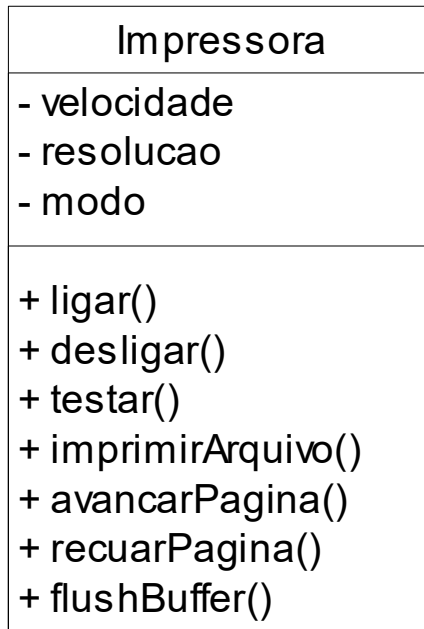 Impressora
- velocidade
- resolucao
- modo
+ ligar()
+ desligar()
+ testar()
+ imprimirArquivo()
+ avancarPagina()
+ recuarPagina()
+ flushBuffer()